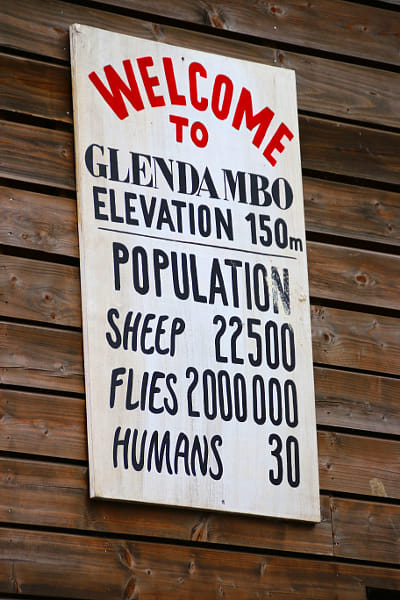 WELCOME
TO
GLENDAMBO
ELEVATION 150m
POPULATION
SHEEP 22500
FLIES 2000000
HUMANS 30